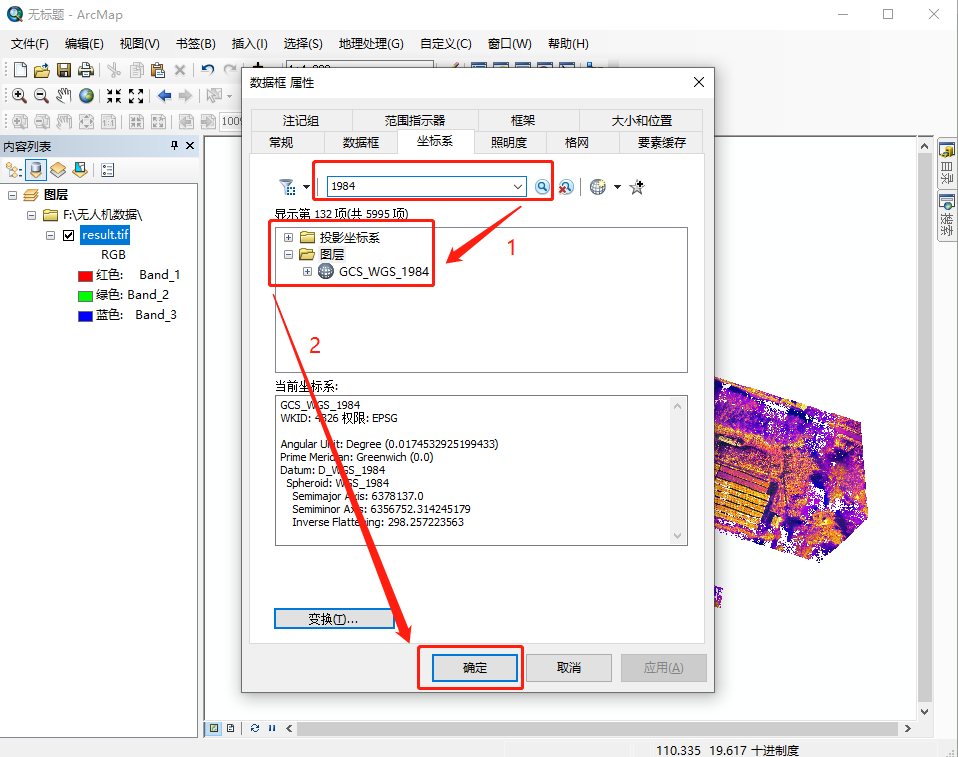 无标题 - ArcMap
文件(F) 编辑(E) 视图(V) 书签(B) 插入(I) 选择(S) 地理处理(G) 自定义(C) 窗口(W) 帮助(H)
数据框 属性
注记组 范围指示器 框架 大小和位置
常规 数据框 坐标系 照明度 格网 要素缓存
1984
显示第 132 项(共 5995 项)
投影坐标系
图层
GCS_WGS_1984
1
2
当前坐标系:
GCS_WGS_1984
WKID: 4326 权限: EPSG
Angular Unit: Degree (0.0174532925199433)
Prime Meridian: Greenwich (0.0)
Datum: D_WGS_1984
Spheroid: WGS_1984
Semimajor Axis: 6378137.0
Semiminor Axis: 6356752.314245179
Inverse Flattening: 298.257223563
变换(T)...
确定 取消 应用(A)
内容列表
图层
F:\无人机数据\
result.tif
RGB
红色: Band_1
绿色: Band_2
蓝色: Band_3
100%
目录
搜索
110.335 19.617 十进制度